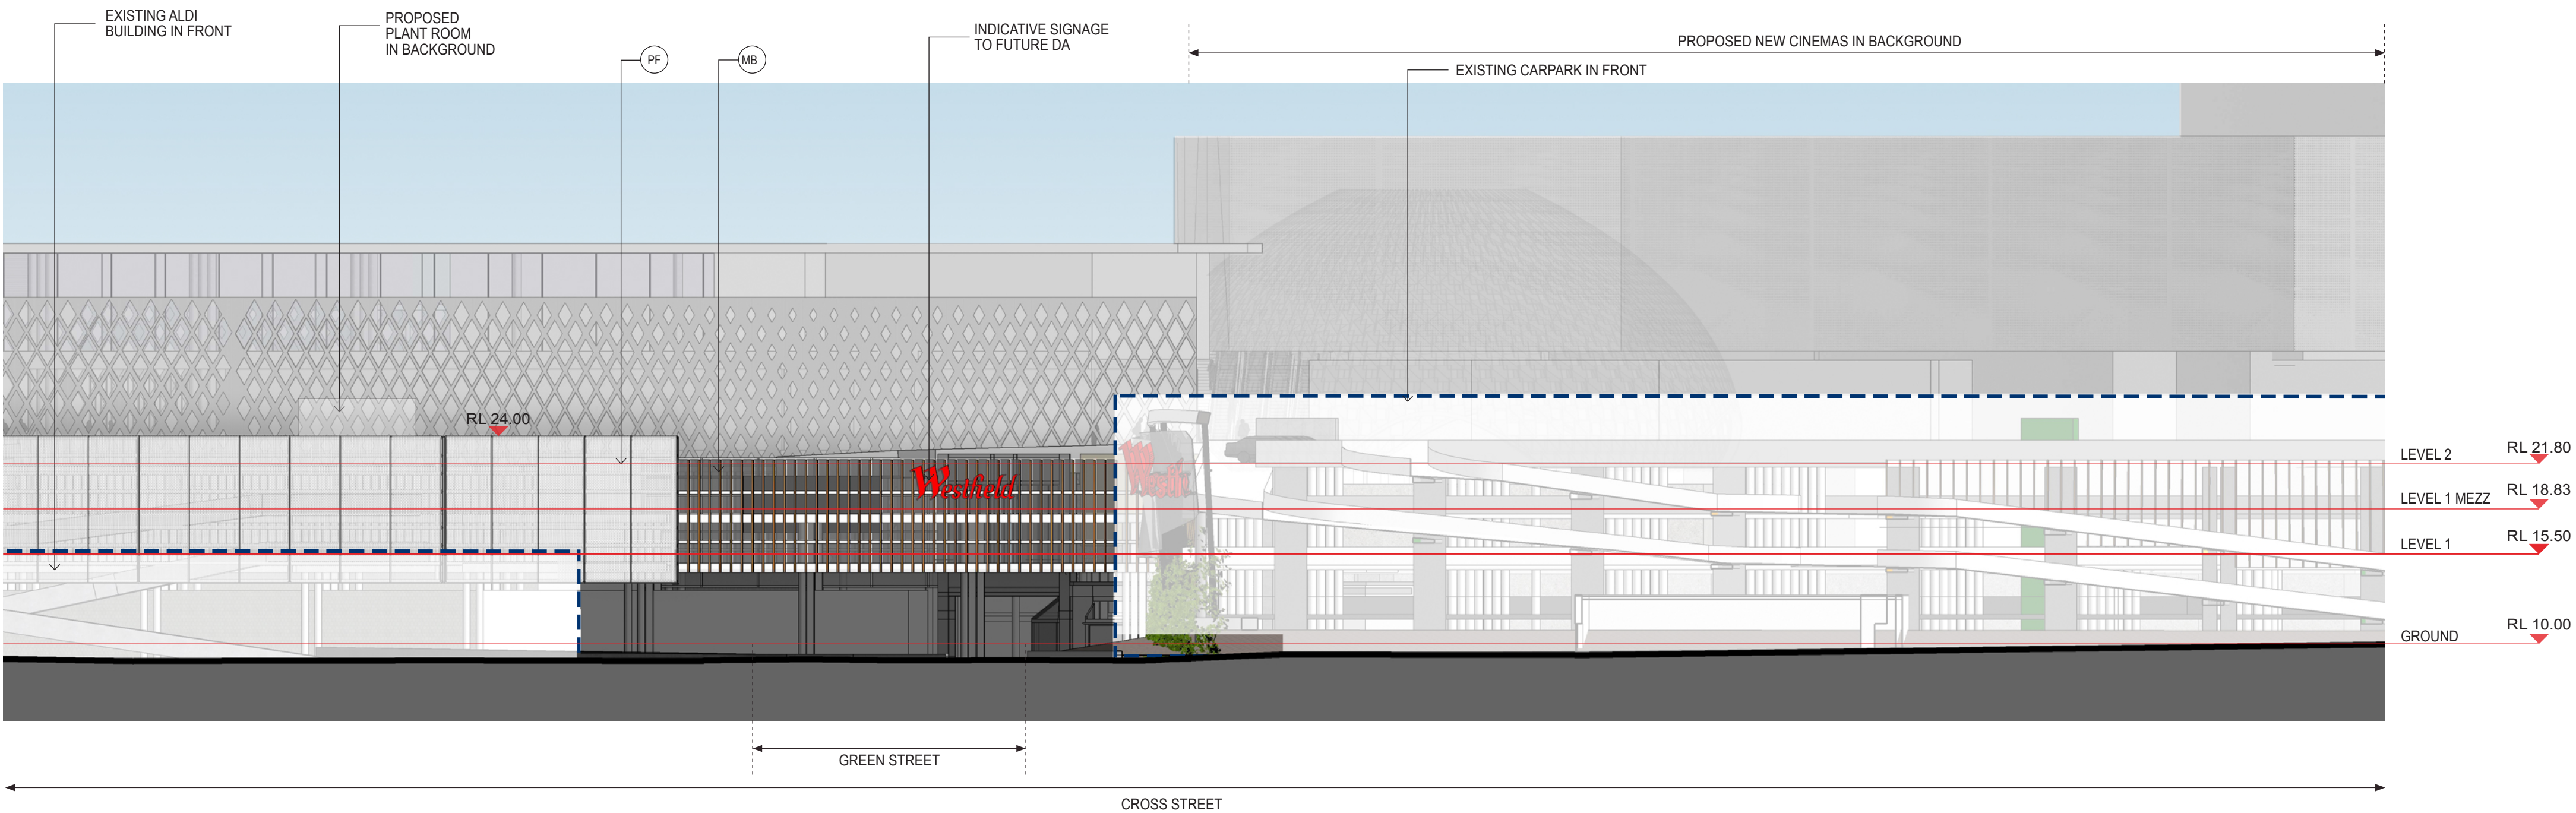 EXISTING ALDI
BUILDING IN FRONT
PROPOSED
PLANT ROOM
IN BACKGROUND
PF
MB
INDICATIVE SIGNAGE
TO FUTURE DA
PROPOSED NEW CINEMAS IN BACKGROUND
EXISTING CARPARK IN FRONT
RL 24.00
Westfield
Westfi
LEVEL 2 RL 21.80
LEVEL 1 MEZZ RL 18.83
LEVEL 1 RL 15.50
GROUND RL 10.00
GREEN STREET
CROSS STREET